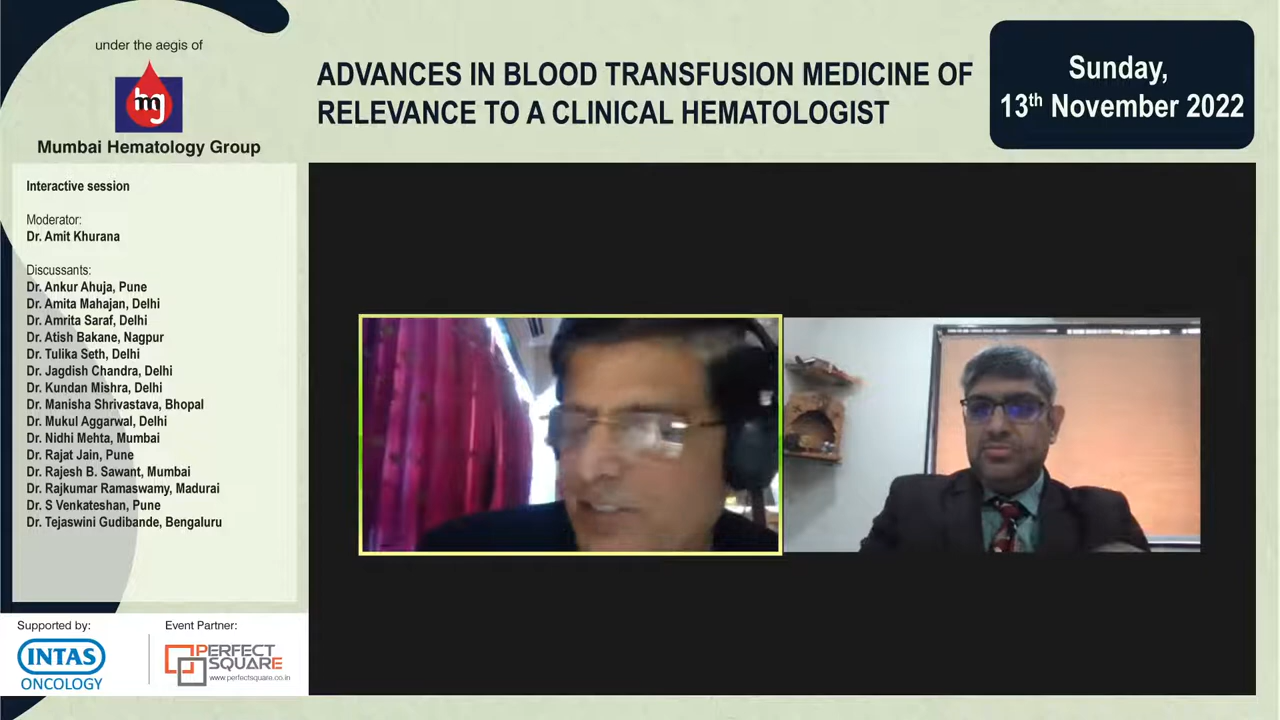 under the aegis of
hg
Mumbai Hematology Group
ADVANCES IN BLOOD TRANSFUSION MEDICINE OF
RELEVANCE TO A CLINICAL HEMATOLOGIST
Sunday,
13th November 2022
Interactive session
Moderator:
Dr. Amit Khurana
Discussants:
Dr. Ankur Ahuja, Pune
Dr. Amita Mahajan, Delhi
Dr. Amrita Saraf, Delhi
Dr. Atish Bakane, Nagpur
Dr. Tulika Seth, Delhi
Dr. Jagdish Chandra, Delhi
Dr. Kundan Mishra, Delhi
Dr. Manisha Shrivastava, Bhopal
Dr. Mukul Aggarwal, Delhi
Dr. Nidhi Mehta, Mumbai
Dr. Rajat Jain, Pune
Dr. Rajesh B. Sawant, Mumbai
Dr. Rajkumar Ramaswamy, Madurai
Dr. S Venkateshan, Pune
Dr. Tejaswini Gudibande, Bengaluru
Supported by:
INTAS
ONCOLOGY
Event Partner:
PERFECT
SQUARE
www.perfectsquare.co.in